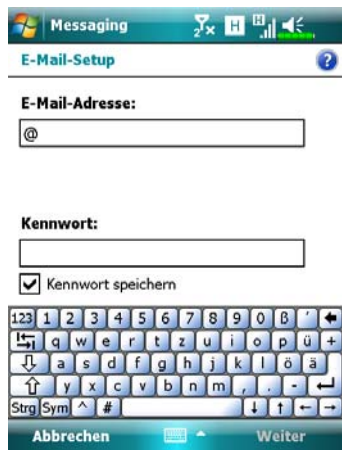 Messaging
E-Mail-Setup
E-Mail-Adresse:
@
Kennwort:
Kennwort speichern
123 1 2 3 4 5 6 7 8 9 0 ß ´
q w e r t z u i o p ü +
a s d f g h j k l ö ä
y x c v b n m , . -
Strg Sym ^ #
Abbrechen Weiter